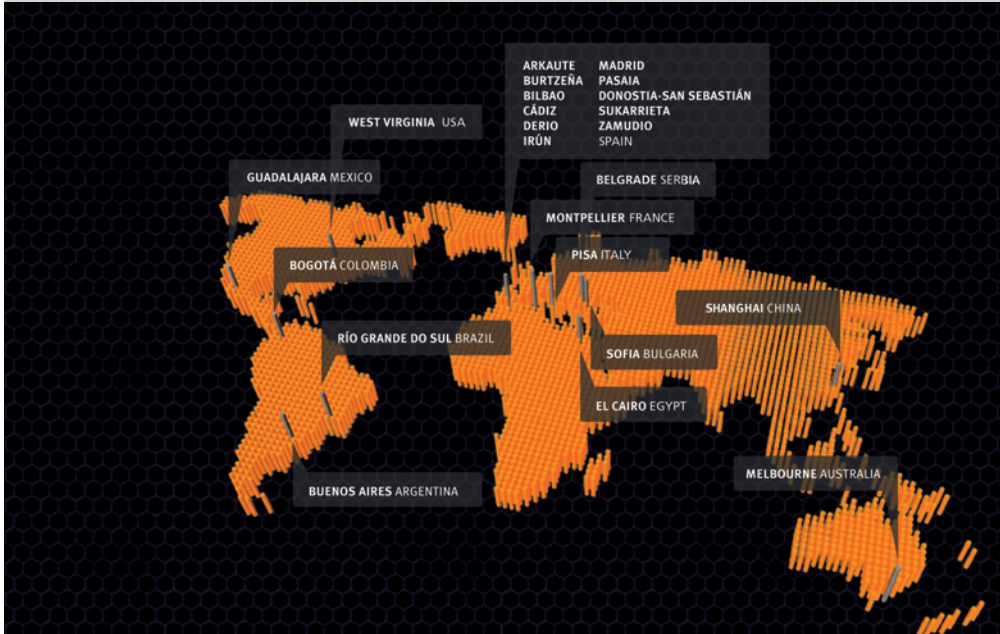 ARKAUTE MADRID
BURTZEÑA PASAIA
BILBAO DONOSTIA-SAN SEBASTIÁN
CÁDIZ SUKARRIETA
DERIO ZAMUDIO
IRÚN SPAIN
WEST VIRGINIA USA
GUADALAJARA MEXICO
BELGRADE SERBIA
MONTPELLIER FRANCE
PISA ITALY
BOGOTÁ COLOMBIA
SHANGHAI CHINA
RÍO GRANDE DO SUL BRAZIL
SOFIA BULGARIA
EL CAIRO EGYPT
MELBOURNE AUSTRALIA
BUENOS AIRES ARGENTINA